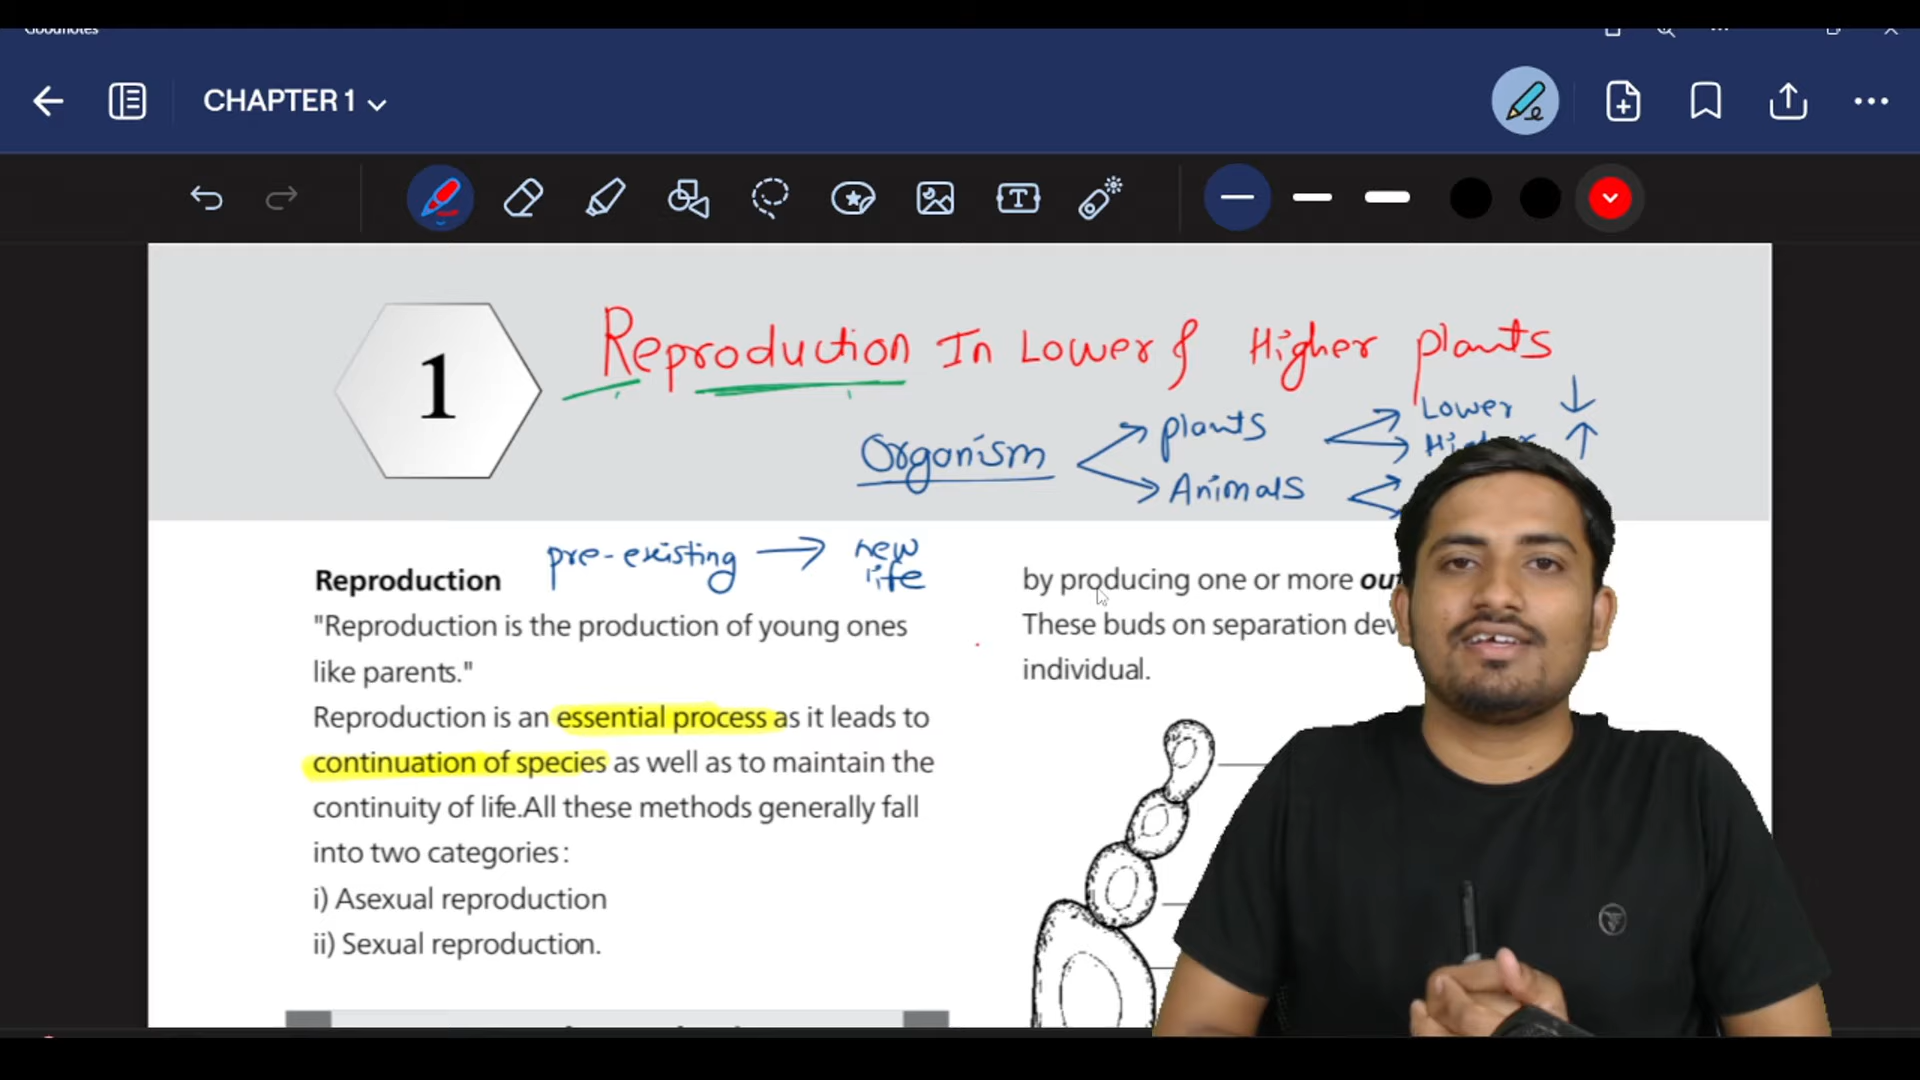 Goodnotes
CHAPTER 1
1
Reproduction In Lower & Higher plants
Organism
plants
Lower
Animals
pre-existing → new life
Reproduction
"Reproduction is the production of young ones
like parents."
Reproduction is an essential process as it leads to
continuation of species as well as to maintain the
continuity of life.All these methods generally fall
into two categories :
i) Asexual reproduction
ii) Sexual reproduction.
by producing one or more
These buds on separation
individual.